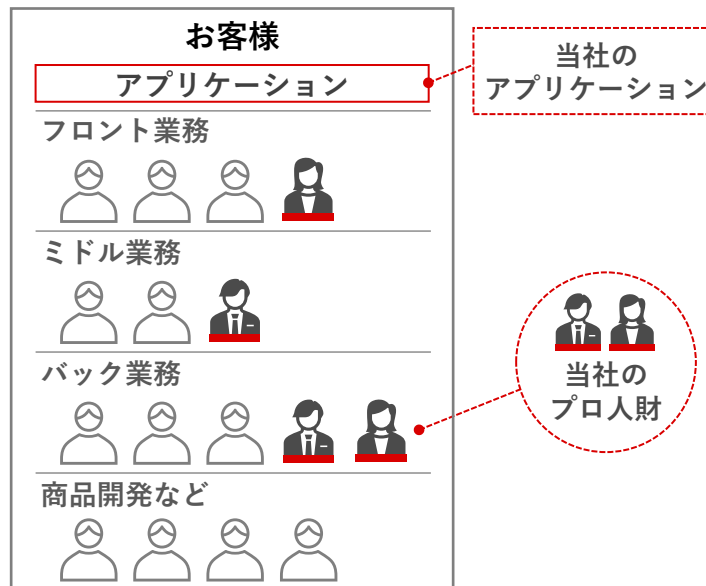 お客様
アプリケーション
当社の
アプリケーション
フロント業務
ミドル業務
バック業務
当社の
プロ人財
商品開発など